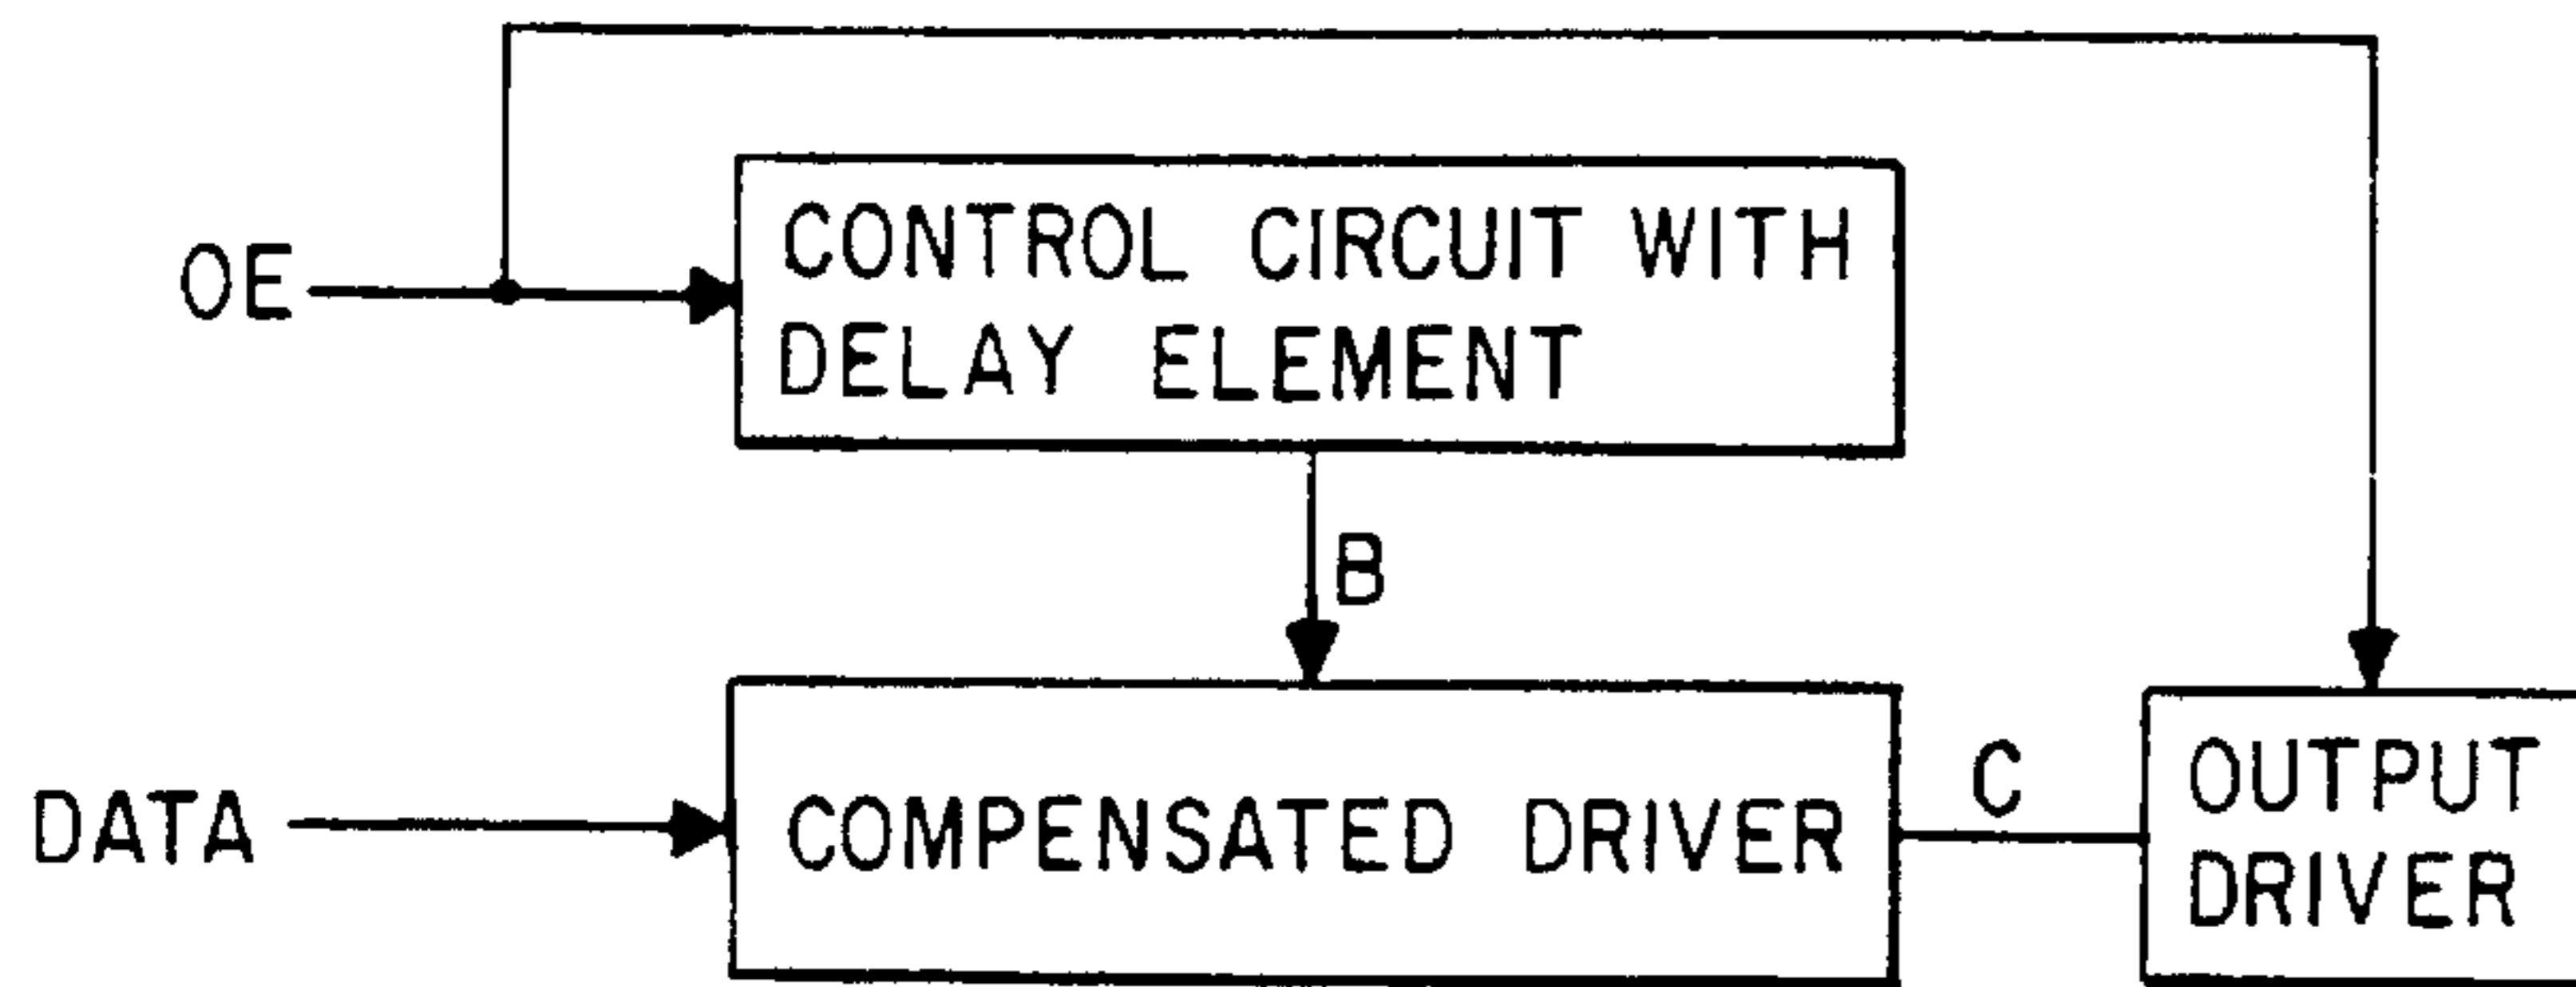 OE
CONTROL CIRCUIT WITH
DELAY ELEMENT
B
DATA
COMPENSATED DRIVER
C
OUTPUT
DRIVER